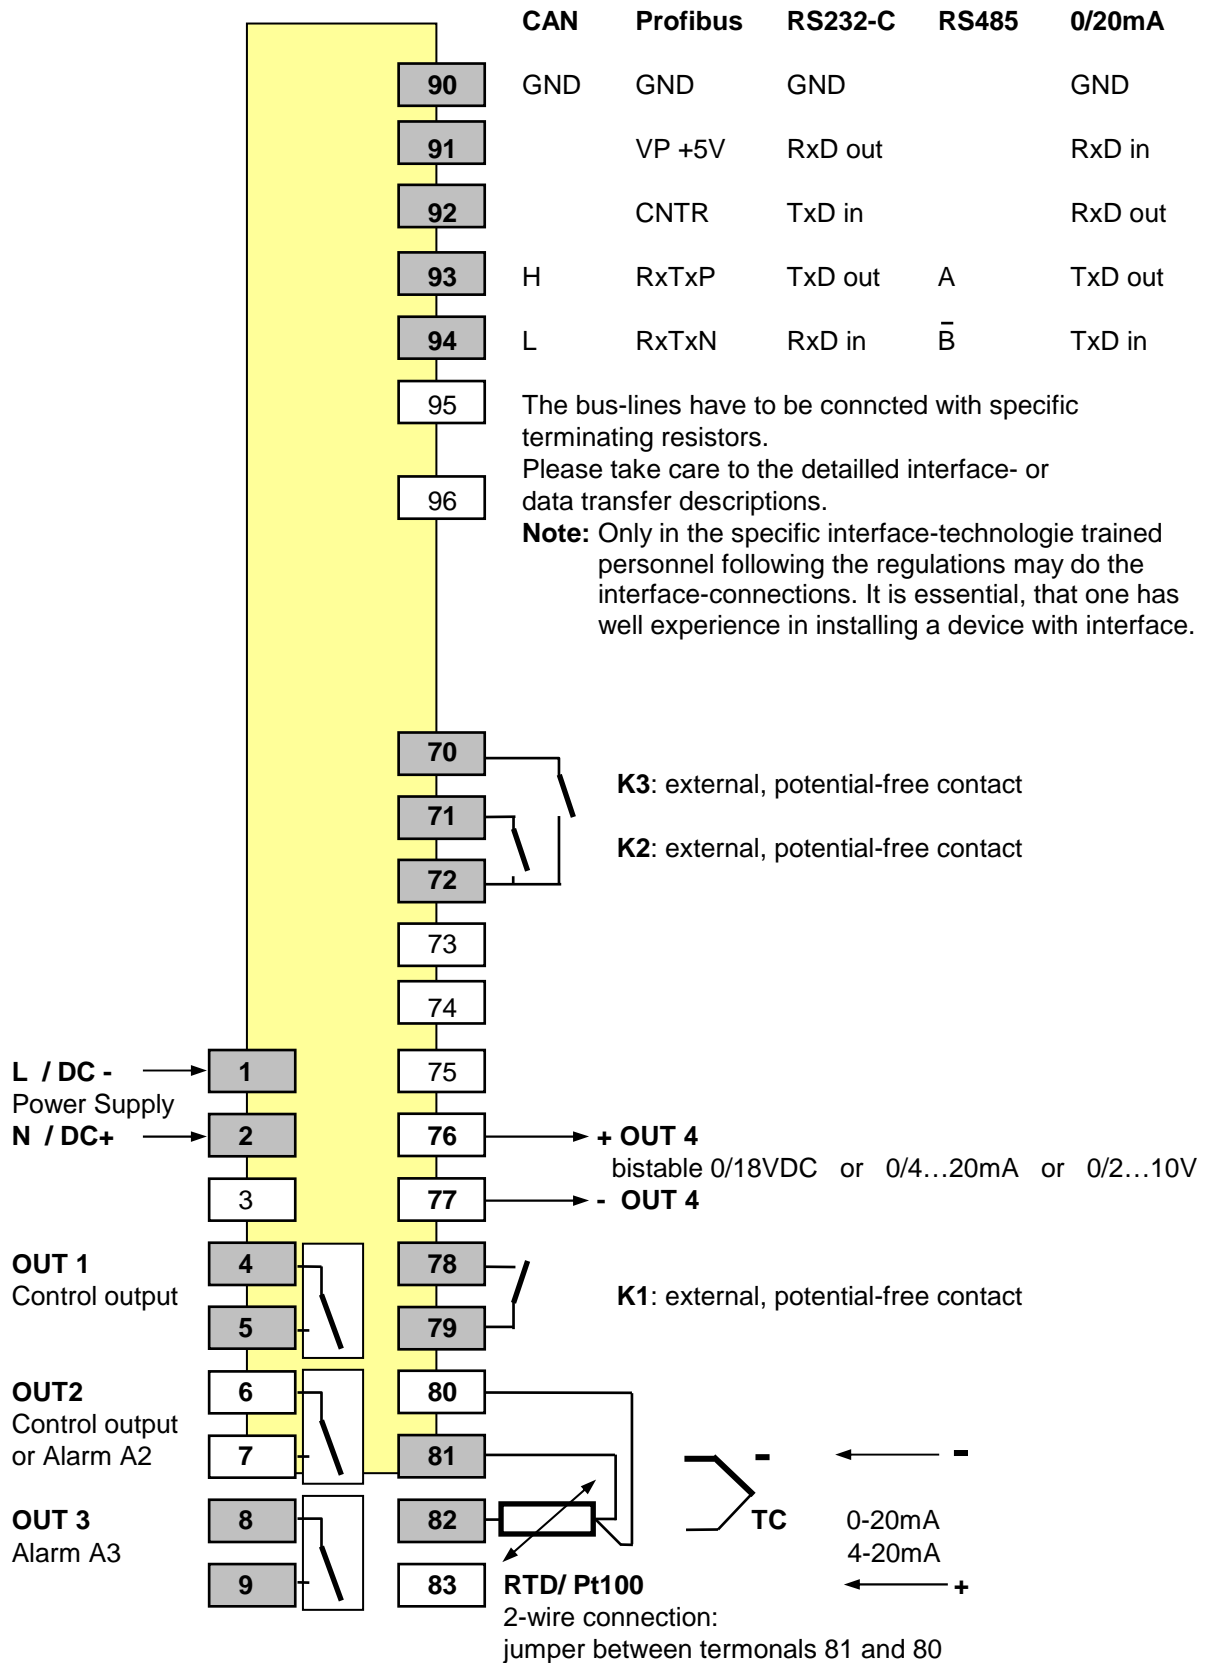 CAN Profibus RS232-C RS485 0/20mA
90 GND GND GND GND
91 VP +5V RxD out RxD in
92 CNTR TxD in RxD out
93 H RxTxP TxD out A TxD out
94 L RxTxN RxD in B̅ TxD in
95 The bus-lines have to be conncted with specific
terminating resistors.
Please take care to the detailled interface- or
96 data transfer descriptions.
Note: Only in the specific interface-technologie trained
personnel following the regulations may do the
interface-connections. It is essential, that one has
well experience in installing a device with interface.
70
K3: external, potential-free contact
71
K2: external, potential-free contact
72
73
74
L / DC - 1 75
Power Supply
N / DC+ 2 76 + OUT 4
bistable 0/18VDC or 0/4…20mA or 0/2…10V
3 77 - OUT 4
OUT 1 4 78
Control output K1: external, potential-free contact
5 79
OUT2 6 80
Control output
or Alarm A2 7 81 - -
OUT 3 8 82 TC 0-20mA
Alarm A3 4-20mA
9 83 RTD/ Pt100 +
2-wire connection:
jumper between termonals 81 and 80